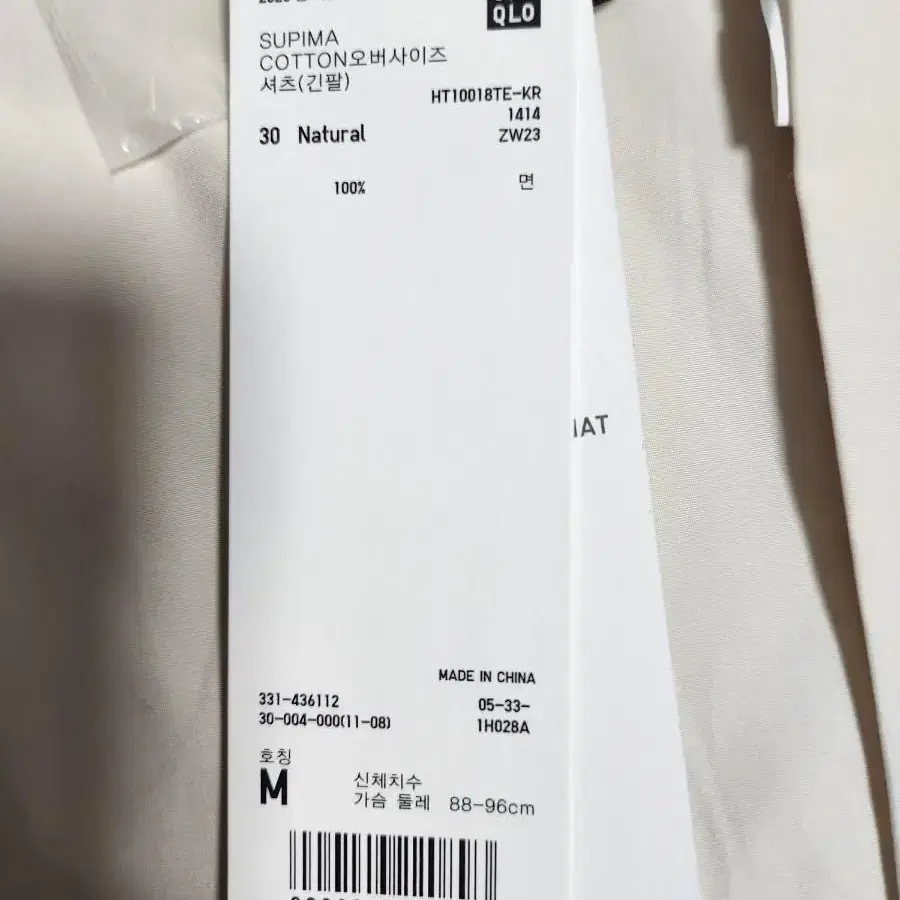 QLO
SUPIMA
COTTON오버사이즈
셔츠(긴팔)
HT10018TE-KR
1414
30 Natural
ZW23
100%
면
IAT
MADE IN CHINA
331-436112
05-33-
30-004-000(11-08)
1H028A
호칭
M
신체치수
가슴 둘레 88-96cm